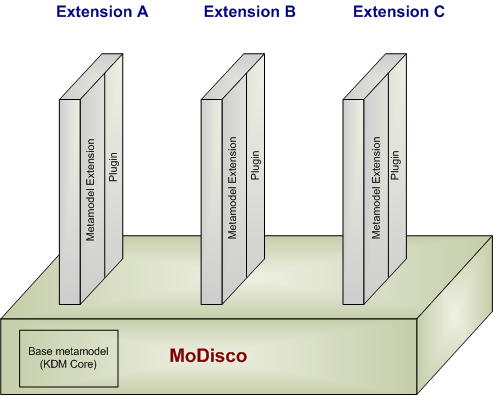 Extension A
Extension B
Extension C
Metamodel Extension
Plugin
Metamodel Extension
Plugin
Metamodel Extension
Plugin
Base metamodel
(KDM Core)
MoDisco